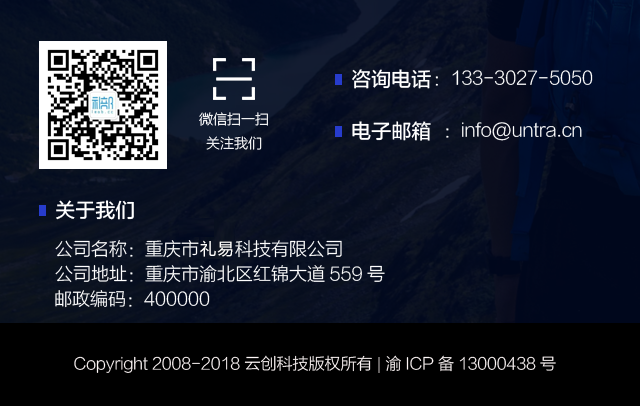 微信扫一扫
关注我们
咨询电话：133-3027-5050
电子邮箱 ：info@untra.cn
关于我们
公司名称：重庆市礼易科技有限公司
公司地址：重庆市渝北区红锦大道 559 号
邮政编码：400000
Copyright 2008-2018 云创科技版权所有 | 渝 ICP 备 13000438 号